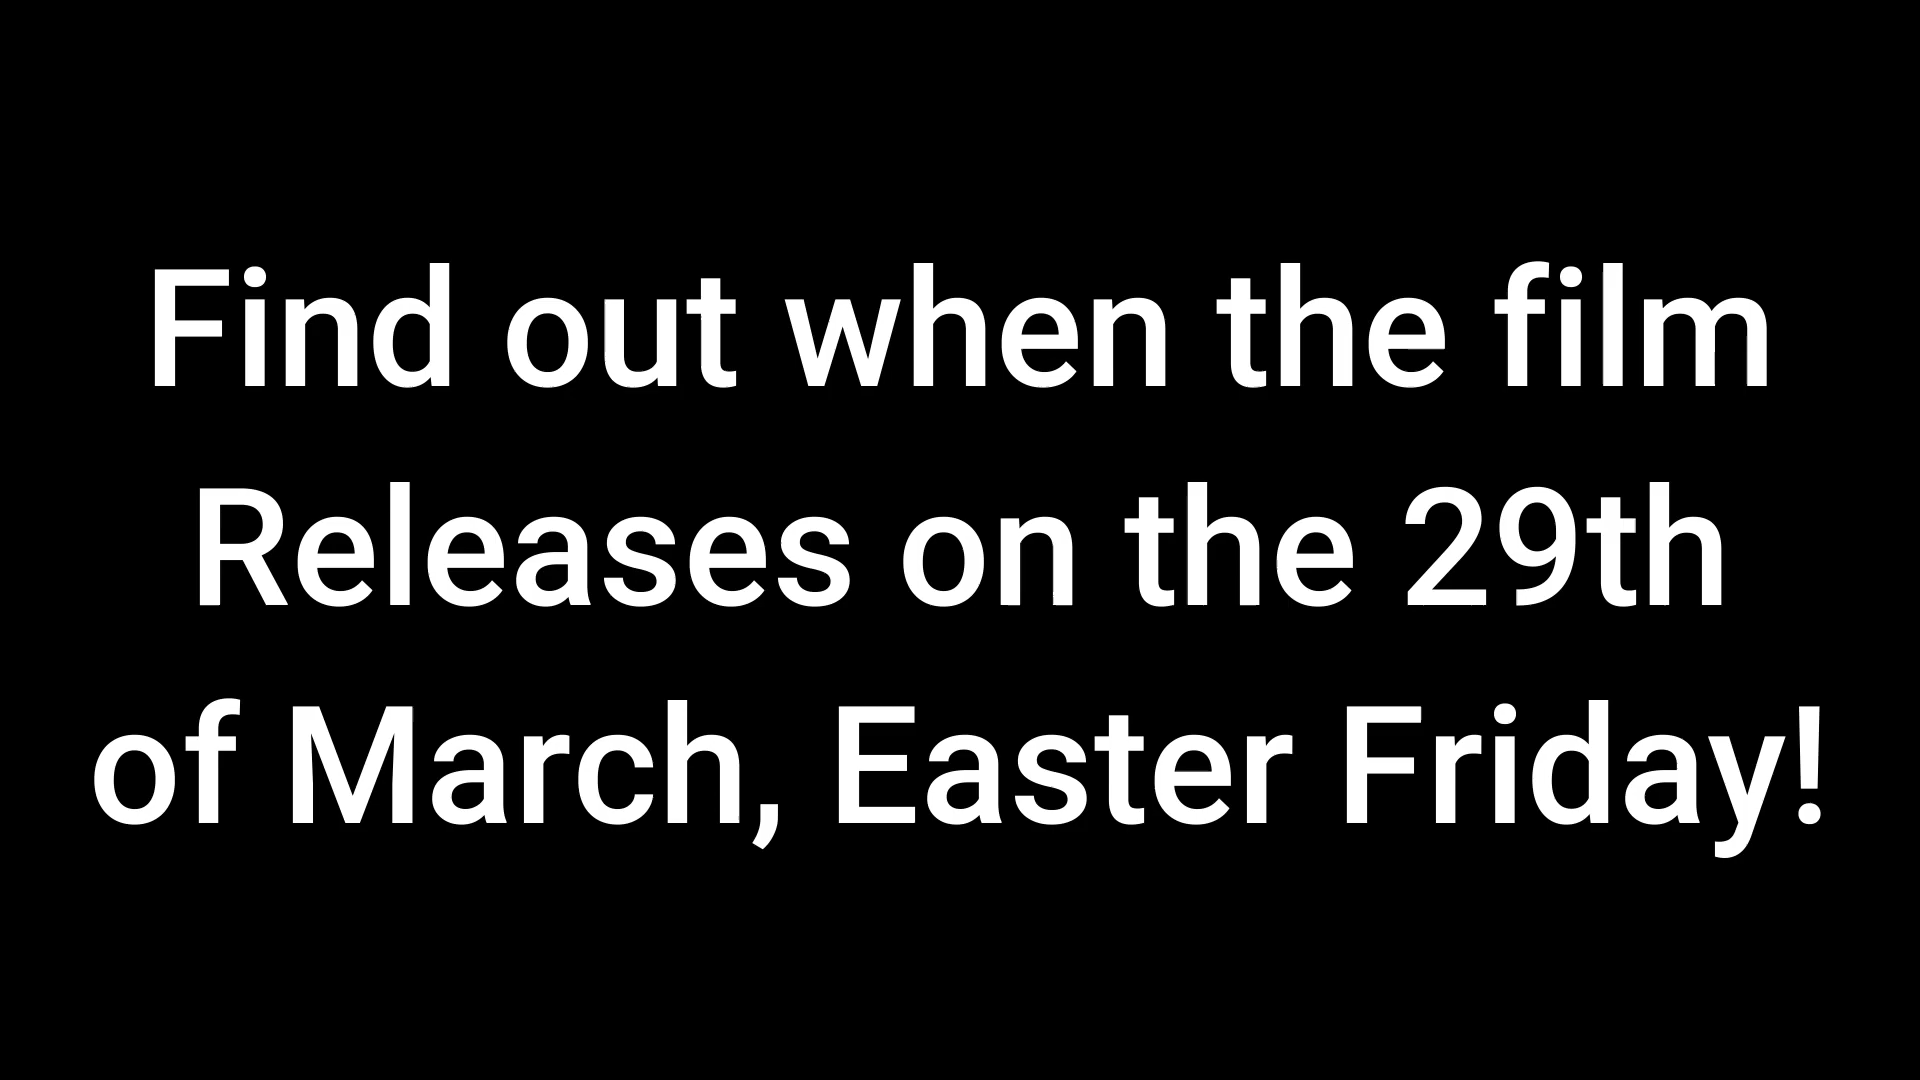 Find out when the film
Releases on the 29th
of March, Easter Friday!